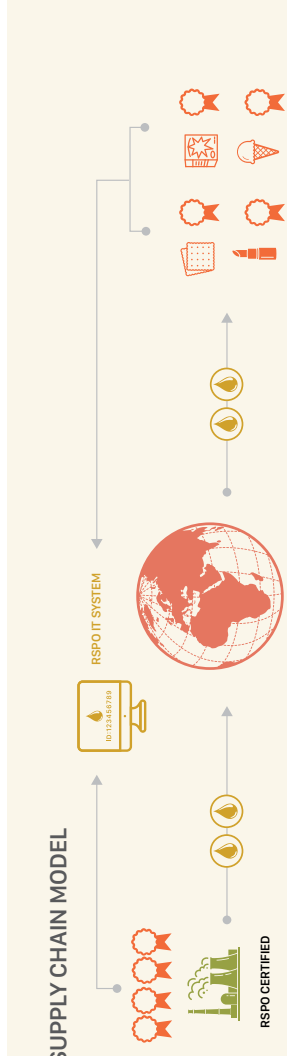 SUPPLY CHAIN MODEL
RSPO IT SYSTEM
ID:123456789
RSPO CERTIFIED